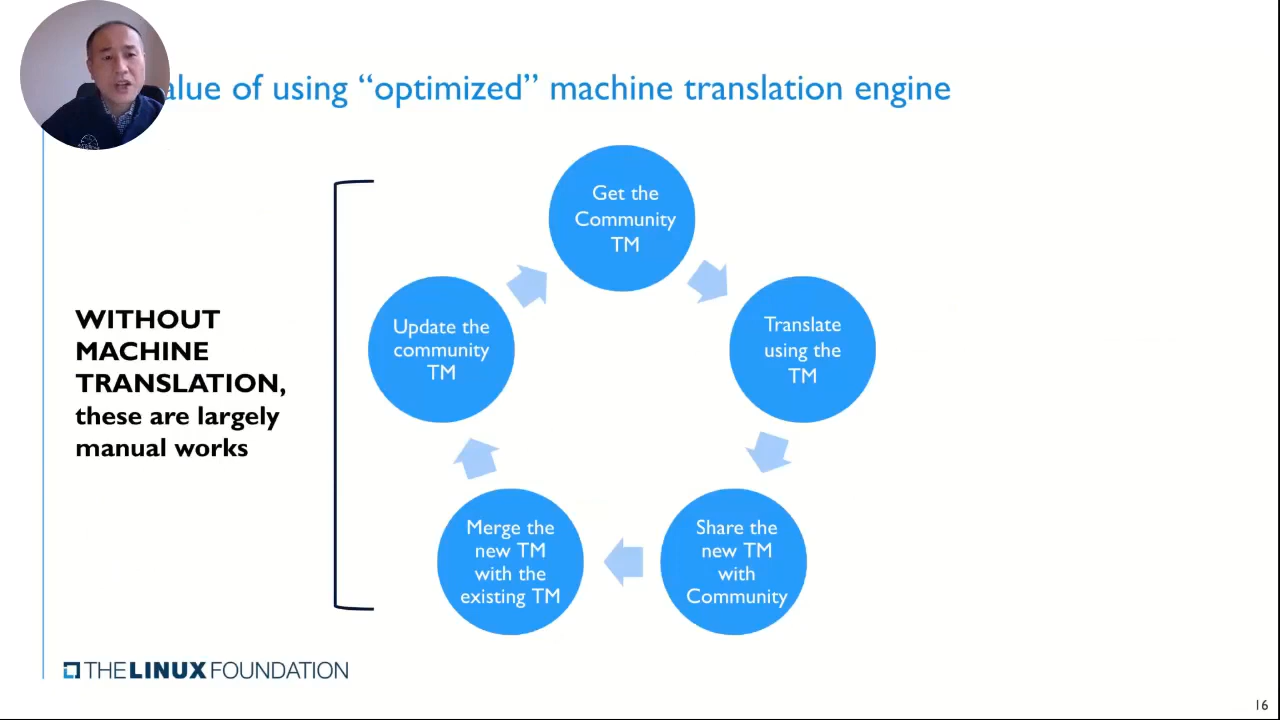 alue of using “optimized” machine translation engine
Get the
Community
TM
Translate
using the
TM
Share the
new TM
with
Community
Merge the
new TM
with the
existing TM
Update the
community
TM
WITHOUT
MACHINE
TRANSLATION,
these are largely
manual works
THE LINUX FOUNDATION
16